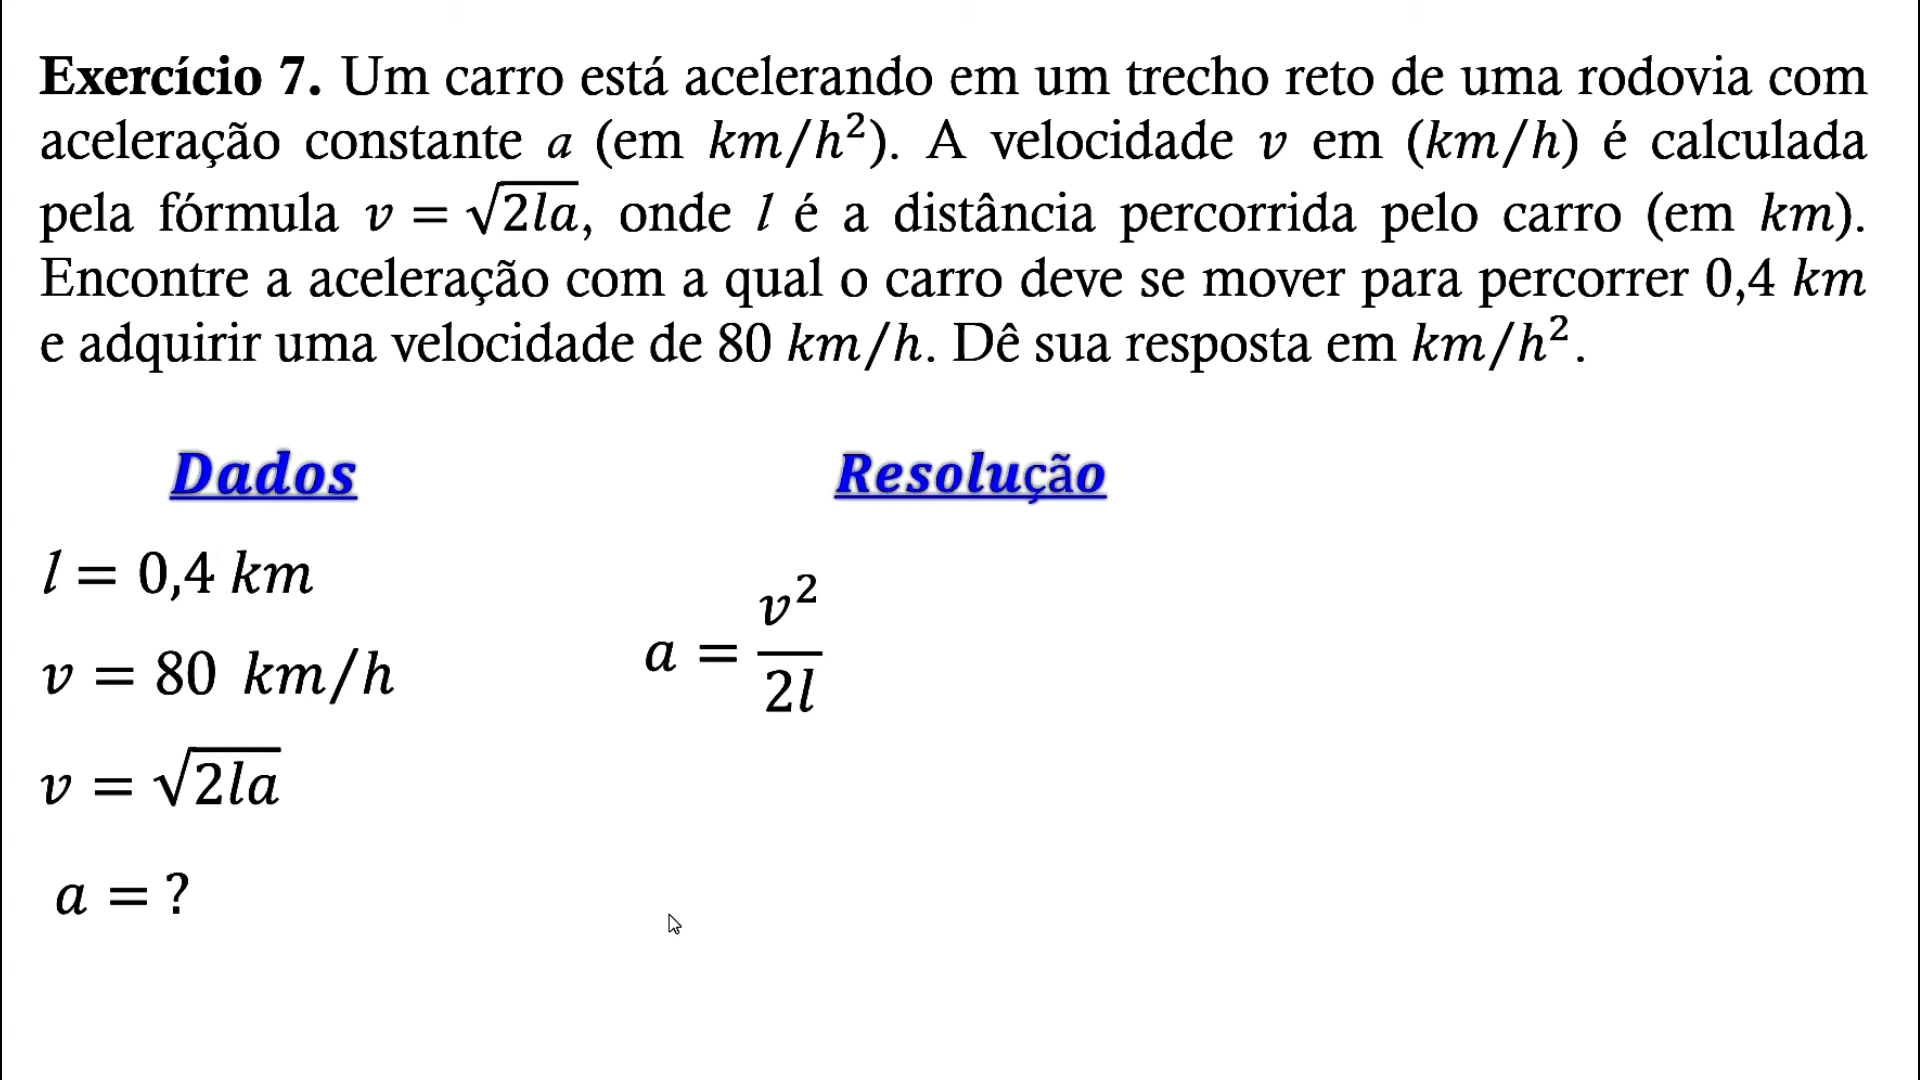 Exercício 7. Um carro está acelerando em um trecho reto de uma rodovia com
aceleração constante a (em km/h²). A velocidade v em (km/h) é calculada
pela fórmula v = √2la, onde l é a distância percorrida pelo carro (em km).
Encontre a aceleração com a qual o carro deve se mover para percorrer 0,4 km
e adquirir uma velocidade de 80 km/h. Dê sua resposta em km/h².
Dados
l = 0,4 km
v = 80 km/h
v = √2la
a = ?
Resolução
a = v²/2l